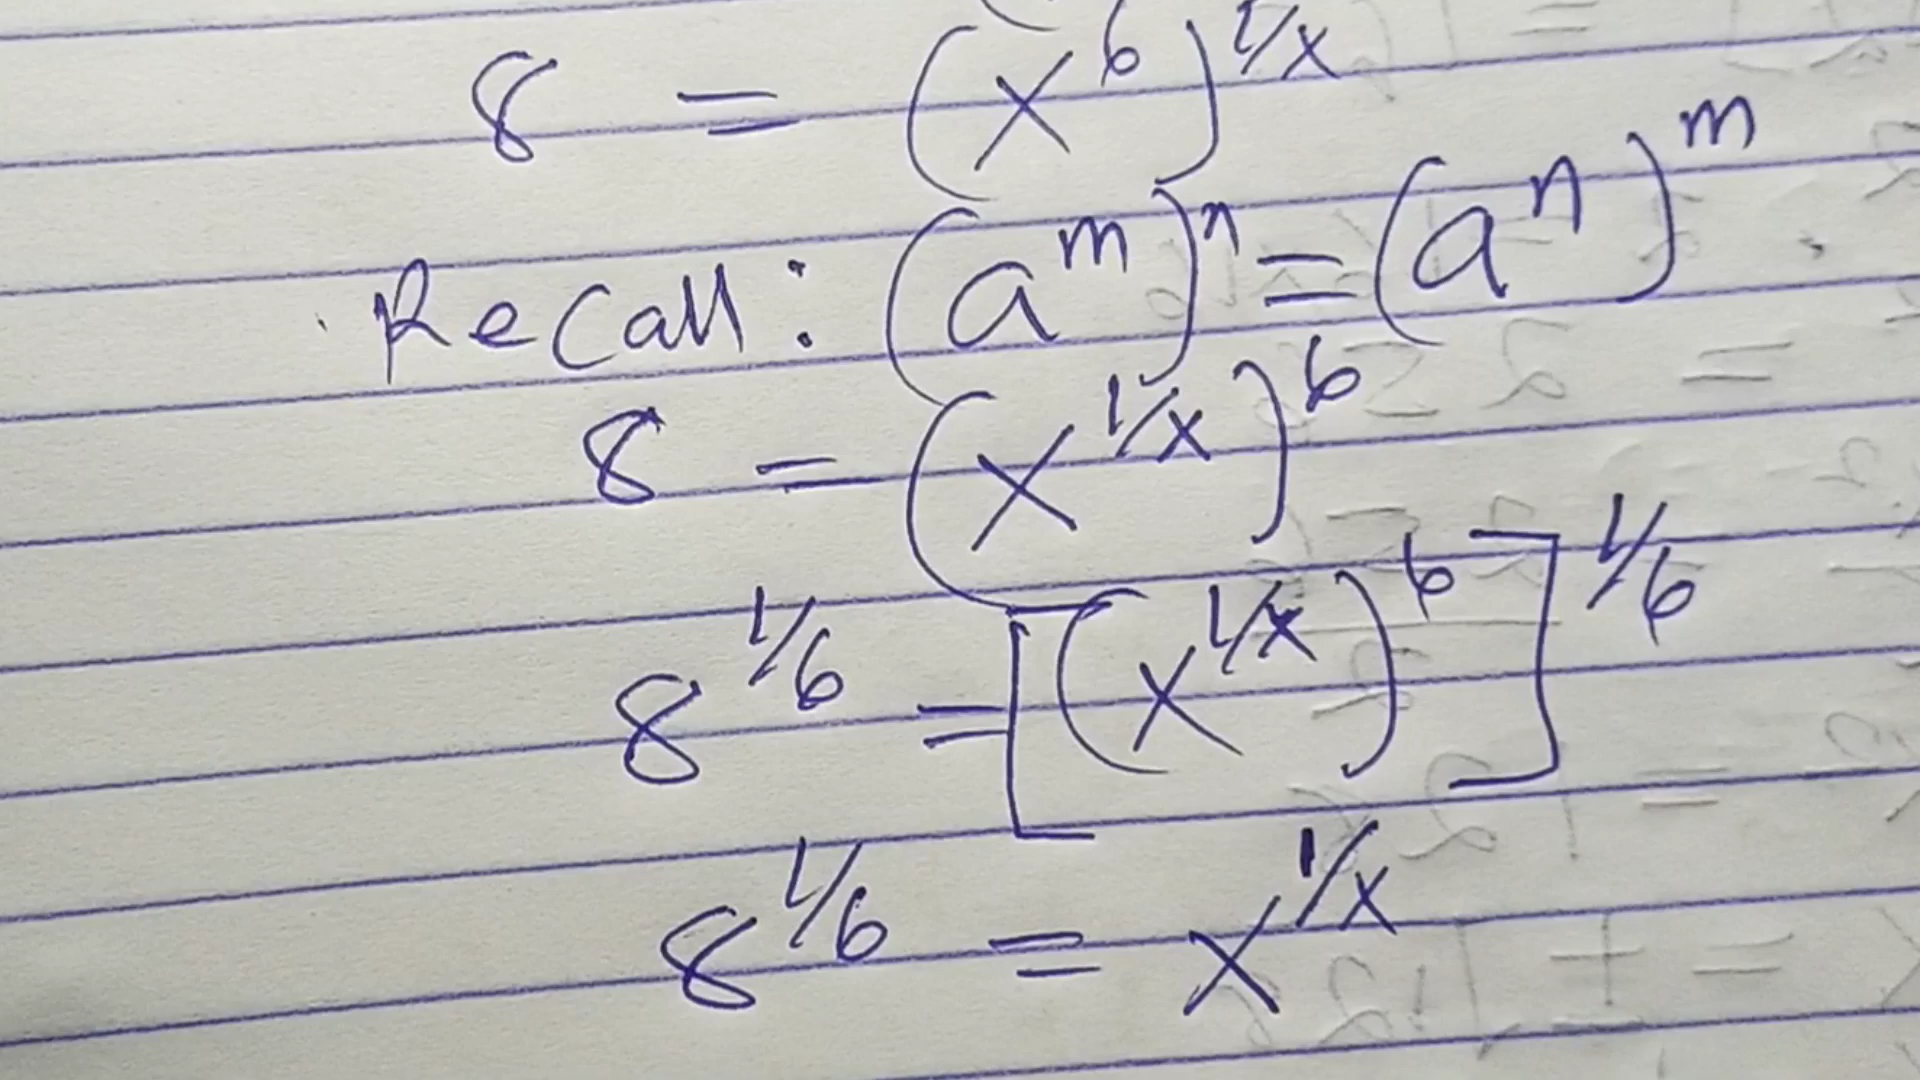 8 = (x^6)^{1/x}
Recall: (a^m)^n = (a^n)^m
8 = (x^{1/x})^6
8^{1/6} = [(x^{1/x})^6]^{1/6}
8^{1/6} = x^{1/x}